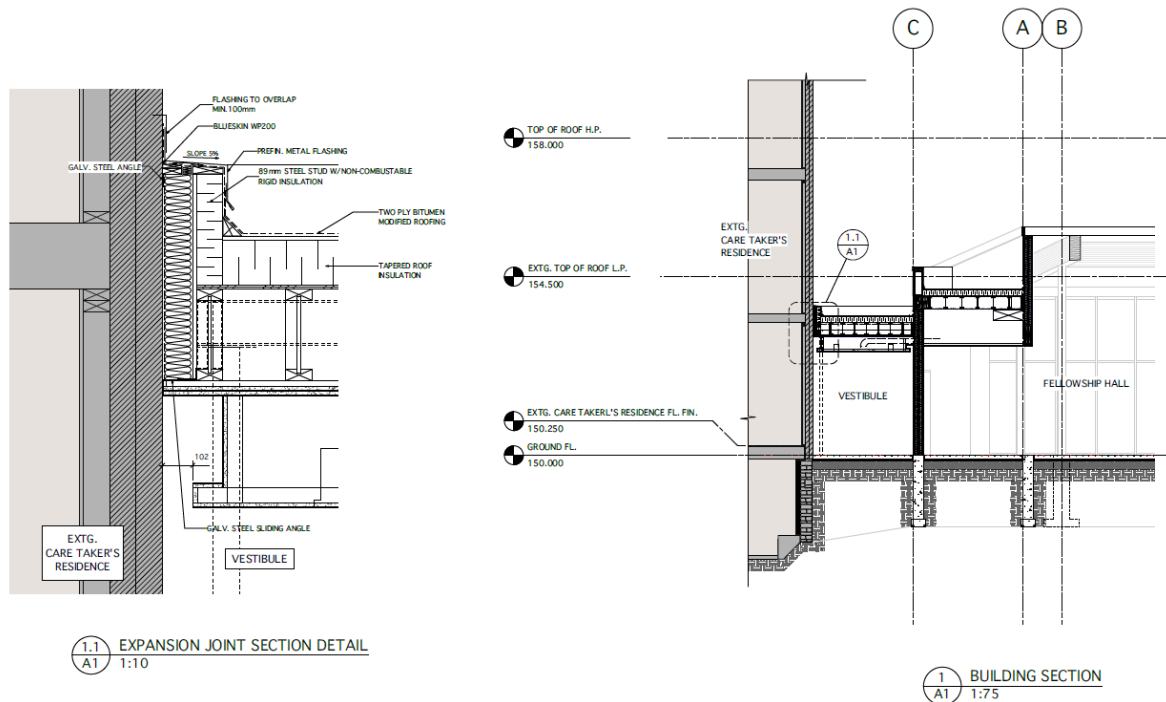 FLASHING TO OVERLAP
MIN.100mm
BLUESKIN WP200
SLOPE 5%
PREFIN. METAL FLASHING
GALV. STEEL ANGLE
89mm STEEL STUD W/NON-COMBUSTABLE
RIGID INSULATION
TWO PLY BITUMEN
MODIFIED ROOFING
TAPERED ROOF
INSULATION
102
GALV. STEEL SLIDING ANGLE
EXTG.
CARE TAKER'S
RESIDENCE
VESTIBULE
1.1
A1
EXPANSION JOINT SECTION DETAIL
1:10
C
A
B
TOP OF ROOF H.P.
158.000
EXTG.
CARE TAKER'S
RESIDENCE
1.1
A1
EXTG. TOP OF ROOF L.P.
154.500
VESTIBULE
FELLOWSHIP HALL
EXTG. CARE TAKERL'S RESIDENCE FL. FIN.
150.250
GROUND FL.
150.000
1
A1
BUILDING SECTION
1:75